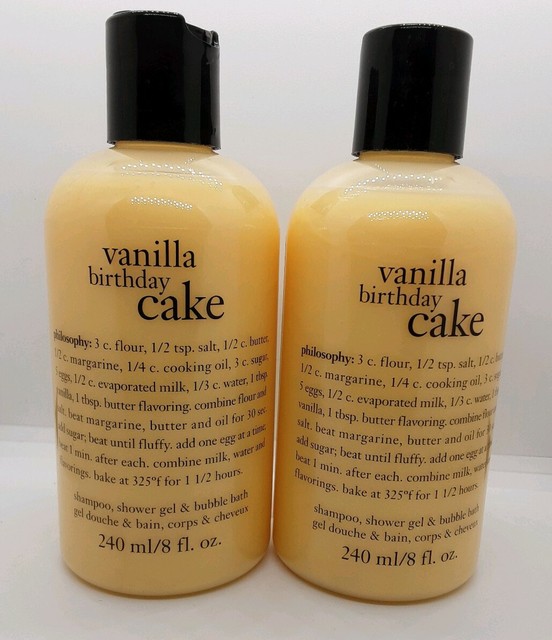 vanilla
birthday
cake
philosophy: 3 c. flour, 1/2 tsp. salt, 1/2 c. butter,
1/2 c. margarine, 1/4 c. cooking oil, 3 c. sugar,
5 eggs, 1/2 c. evaporated milk, 1/3 c. water, 1 tbsp.
vanilla, 1 tbsp. butter flavoring. combine flour and
salt. beat margarine, butter and oil for 30 sec.
add sugar; beat until fluffy. add one egg at a time.
beat 1 min. after each. combine milk, water and
flavorings. bake at 325°f for 1 1/2 hours.
shampoo, shower gel & bubble bath
gel douche & bain, corps & cheveux
240 ml/8 fl. oz.
vanilla
birthday
cake
philosophy: 3 c. flour, 1/2 tsp. salt, 1/2 c.
1/2 c. margarine, 1/4 c. cooking oil, 3 c.
5 eggs, 1/2 c. evaporated milk, 1/3 c. water,
vanilla, 1 tbsp. butter flavoring. combine flour
salt. beat margarine, butter and oil for
add sugar; beat until fluffy. add one egg at
beat 1 min. after each. combine milk,
flavorings. bake at 325°f for 1 1/2 hours.
shampoo, shower gel & bubble bath
gel douche & bain, corps & cheveux
240 ml/8 fl. oz.